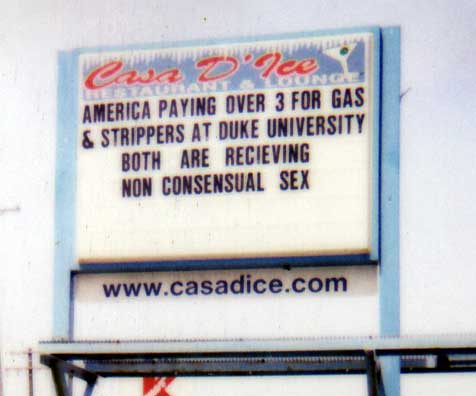 Casa D'Ice
RESTAURANT & LOUNGE
AMERICA PAYING OVER 3 FOR GAS
& STRIPPERS AT DUKE UNIVERSITY
BOTH ARE RECIEVING
NON CONSENSUAL SEX
www.casadice.com
K